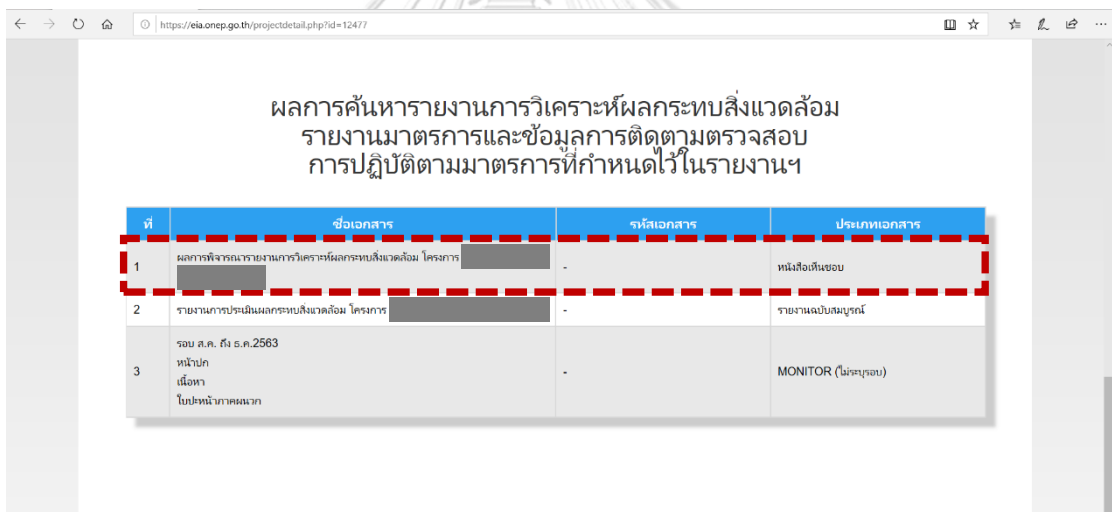 https://eia.onep.go.th/projectdetail.php?id=12477
ผลการค้นหารายงานการวิเคราะห์ผลกระทบสิ่งแวดล้อม
รายงานมาตรการและข้อมูลการติดตามตรวจสอบ
การปฏิบัติตามมาตรการที่กำหนดไว้ในรายงานฯ
ที่ ชื่อเอกสาร รหัสเอกสาร ประเภทเอกสาร
1 ผลการพิจารณารายงานการวิเคราะห์ผลกระทบสิ่งแวดล้อม โครงการ - หนังสือเห็นชอบ
2 รายงานการประเมินผลกระทบสิ่งแวดล้อม โครงการ - รายงานฉบับสมบูรณ์
รอบ ส.ค. ถึง ธ.ค.2563
หน้าปก
3 - MONITOR (ไม่ระบุรอบ)
เนื้อหา
ใบปะหน้าภาคผนวก